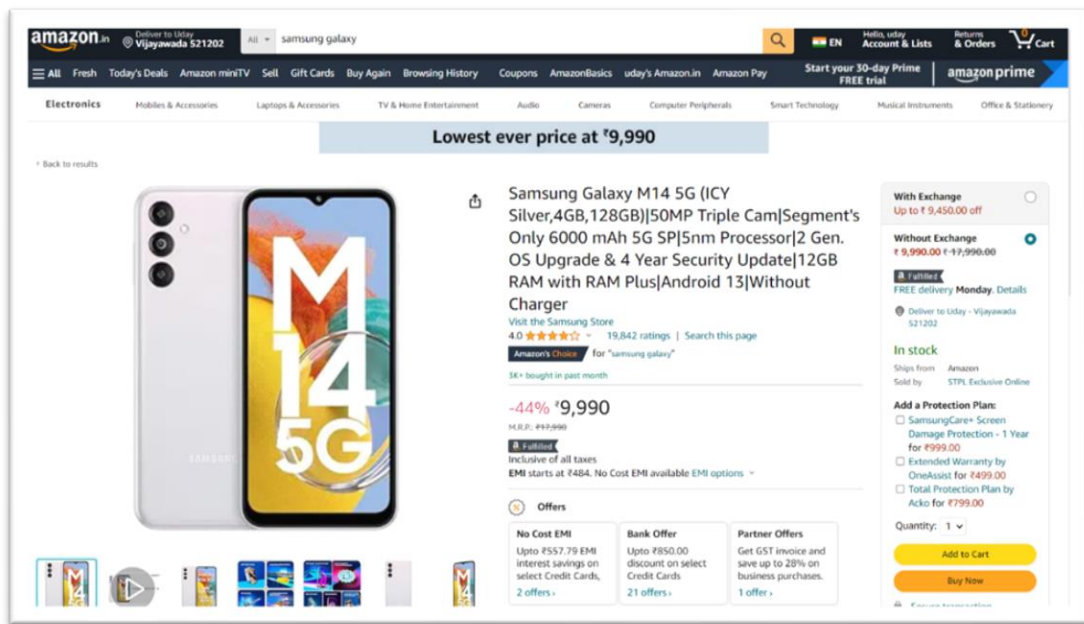 amazon.in
Deliver to Uday
Vijayawada 521202
All
samsung galaxy
EN
Hello, uday
Account & Lists
Returns
& Orders
0
Cart
All Fresh Today's Deals Amazon miniTV Sell Gift Cards Buy Again Browsing History Coupons AmazonBasics uday's Amazon.in Amazon Pay
Start your 30-day Prime
FREE trial
amazon prime
Electronics Mobiles & Accessories Laptops & Accessories TV & Home Entertainment Audio Cameras Computer Peripherals Smart Technology Musical Instruments Office & Stationery
Lowest ever price at ₹9,990
‹ Back to results
M
14
5G
SAMSUNG
Samsung Galaxy M14 5G (ICY
Silver,4GB,128GB)|50MP Triple Cam|Segment's
Only 6000 mAh 5G SP|5nm Processor|2 Gen.
OS Upgrade & 4 Year Security Update|12GB
RAM with RAM Plus|Android 13|Without
Charger
Visit the Samsung Store
4.0 19,842 ratings | Search this page
Amazon's Choice for "samsung galaxy"
3K+ bought in past month
-44% ₹9,990
M.R.P.: ₹17,990
Fulfilled
Inclusive of all taxes
EMI starts at ₹484. No Cost EMI available EMI options
Offers
No Cost EMI
Upto ₹557.79 EMI
interest savings on
select Credit Cards,
2 offers ›
Bank Offer
Upto ₹850.00
discount on select
Credit Cards
21 offers ›
Partner Offers
Get GST invoice and
save up to 28% on
business purchases.
1 offer ›
With Exchange
Up to ₹ 9,450.00 off
Without Exchange
₹ 9,990.00 ₹ 17,990.00
Fulfilled
FREE delivery Monday. Details
Deliver to Uday - Vijayawada
521202
In stock
Ships from Amazon
Sold by STPL Exclusive Online
Add a Protection Plan:
SamsungCare+ Screen
Damage Protection - 1 Year
for ₹999.00
Extended Warranty by
OneAssist for ₹499.00
Total Protection Plan by
Acko for ₹799.00
Quantity: 1
Add to Cart
Buy Now